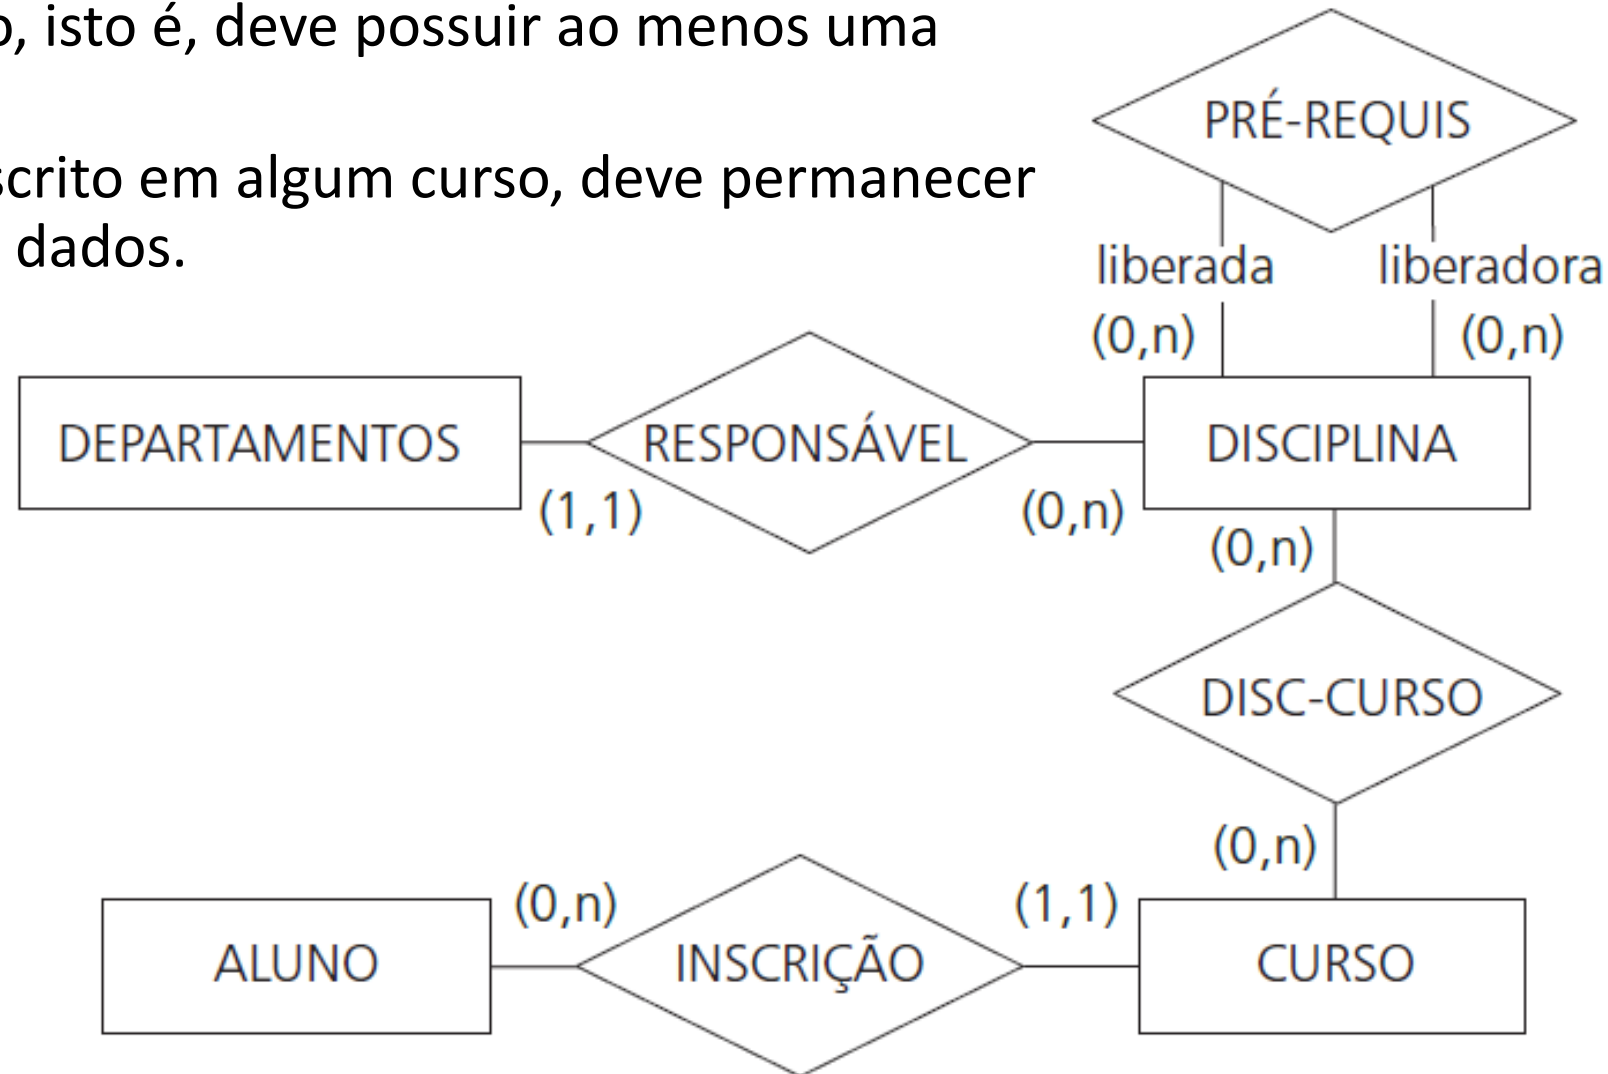 o, isto é, deve possuir ao menos uma
scrito em algum curso, deve permanecer
dados.
PRÉ-REQUIS
liberada liberadora
(0,n) (0,n)
DEPARTAMENTOS RESPONSÁVEL DISCIPLINA
(1,1) (0,n)
(0,n)
DISC-CURSO
(0,n)
(0,n) (1,1)
ALUNO INSCRIÇÃO CURSO